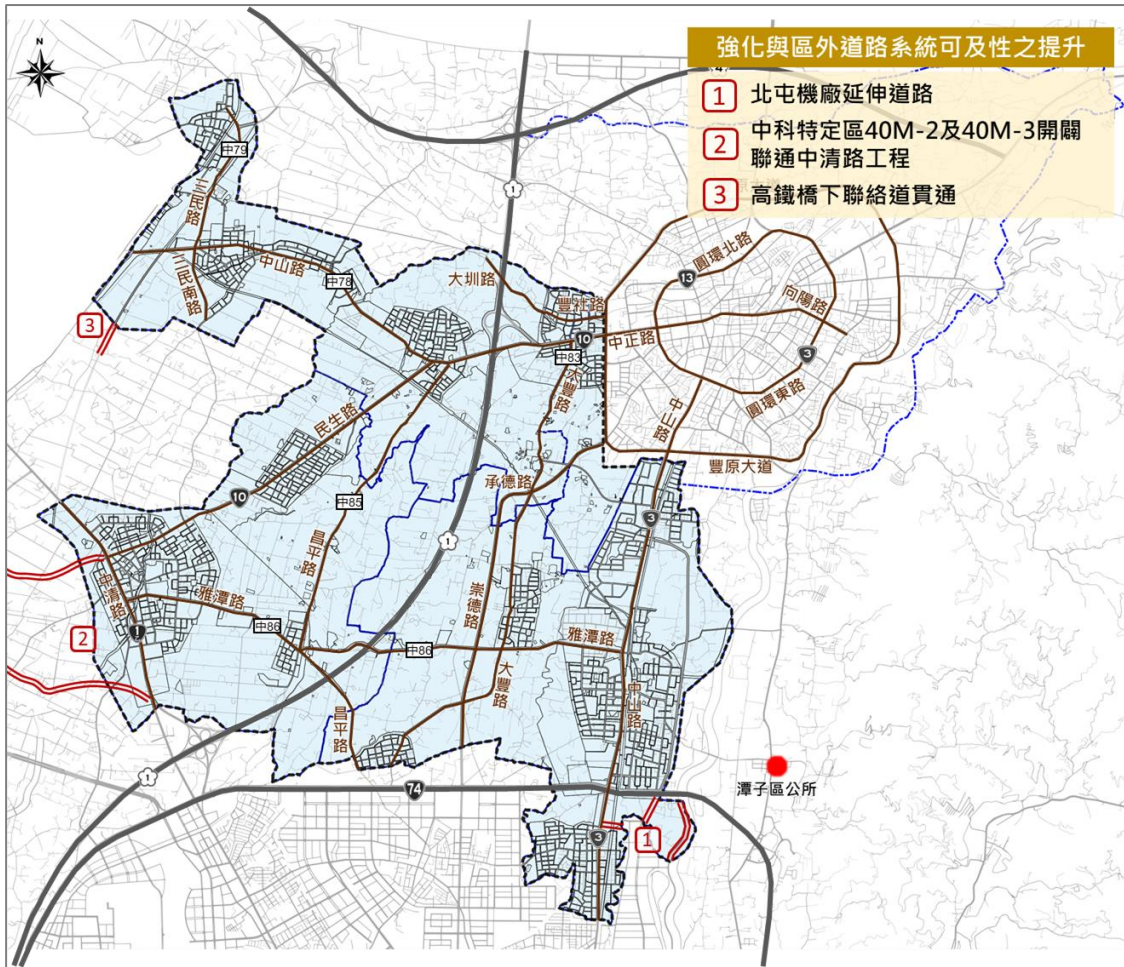 強化與區外道路系統可及性之提升
1 北屯機廠延伸道路
2 中科特定區40M-2及40M-3開闢
聯通中清路工程
3 高鐵橋下聯絡道貫通
N
中79
三民路
三民南路
中山路
中78
3
大圳路
豐社路
10
中83
大豐路
1
圓環北路
13
向陽路
中正路
3
圓環東路
中山路
豐原大道
民生路
10
中85
昌平路
承德路
1
3
崇德路
中清路
雅潭路
中86
1
2
中86
雅潭路
大豐路
中山路
昌平路
1
74
潭子區公所
3
1